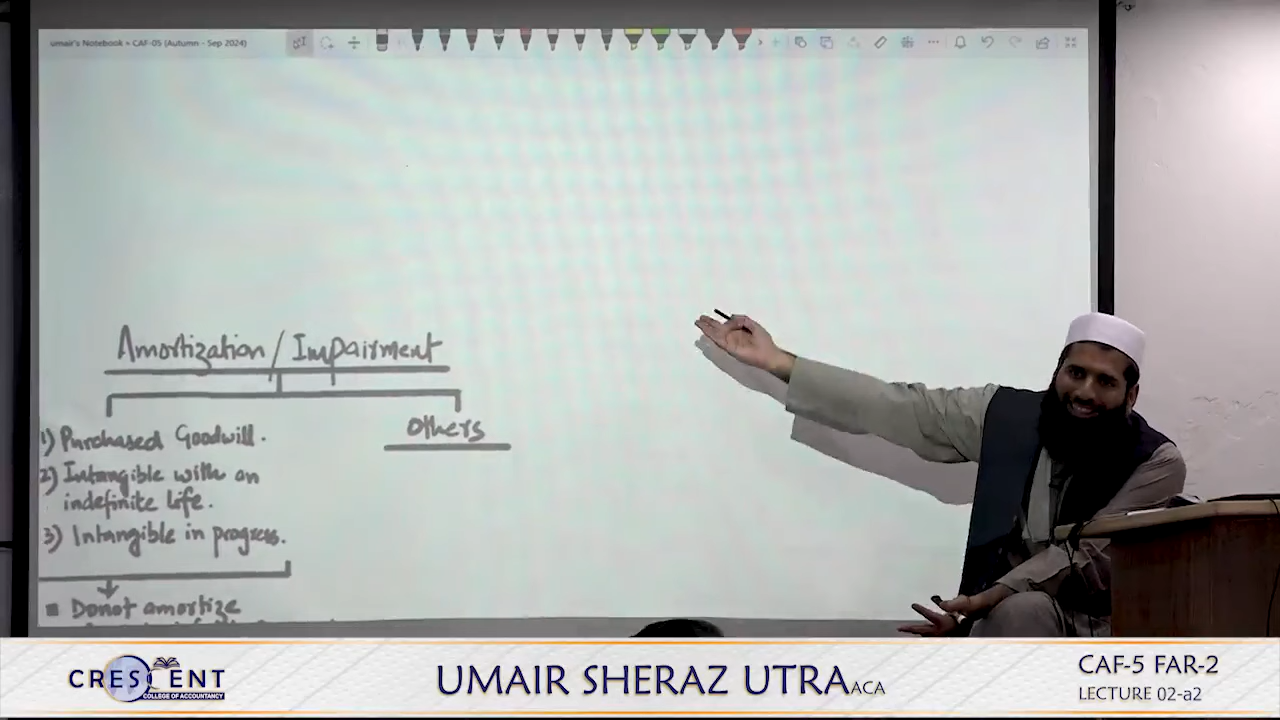 umair's Notebook » CAF-05 (Autumn - Sep 2024)
Amortization / Impairment
1) Purchased Goodwill.
Others
2) Intangible with an
indefinite life.
3) Intangible in progress.
Donot amortize
CRESCENT
COLLEGE OF ACCOUNTANCY
UMAIR SHERAZ UTRA ACA
CAF-5 FAR-2
LECTURE 02-a2